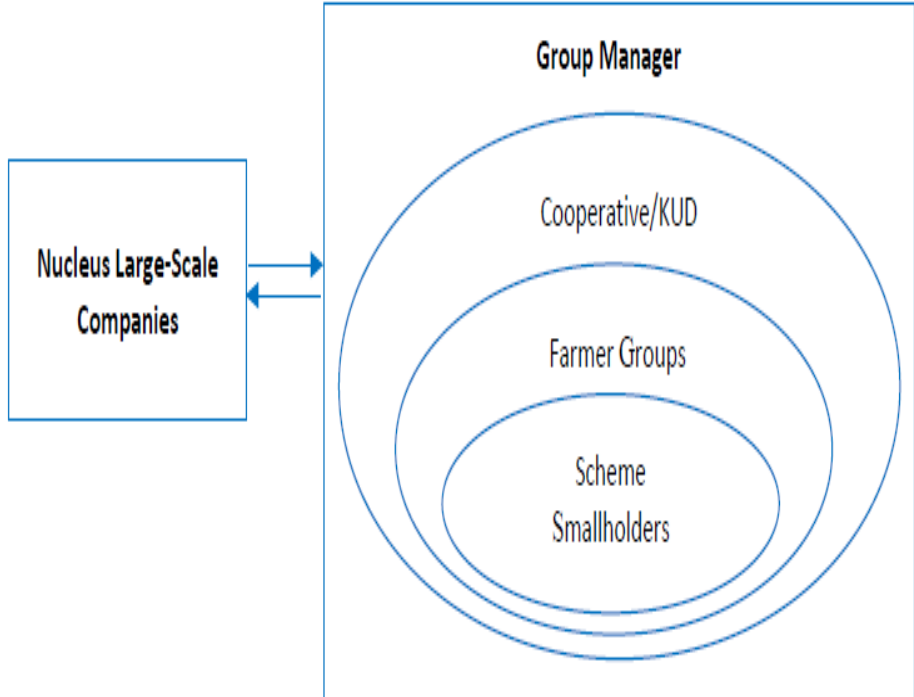 Group Manager
Cooperative/KUD
Nucleus Large-Scale
Companies
Farmer Groups
Scheme
Smallholders